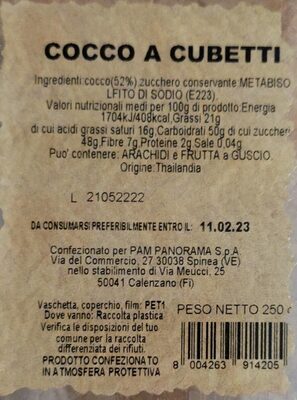 COCCO A CUBETTI
Ingredienti:cocco(52%) zucchero conservante:METABISO
LFITO DI SODIO (E223).
Valori nutrizionali medi per 100g di prodotto:Energia
1704kJ/408kcal,Grassi 21g
di cui acidi grassi saturi 16g,Carboidrati 50g di cui zuccheri
48g,Fibre 7g Proteine 2g Sale 0,04g
Puo' contenere: ARACHIDI e FRUTTA a GUSCIO.
Origine:Thailandia
L 21052222
DA CONSUMARSI PREFERIBILMENTE ENTRO IL: 11.02.23
Confezionato per PAM PANORAMA S.p.A.
Via del Commercio, 27 30038 Spinea (VE)
nello stabilimento di Via Meucci, 25
50041 Calenzano (Fi)
Vaschetta, coperchio, film: PET1
Dove vanno: Raccolta plastica
Verifica le disposizioni del tuo
comune per la raccolta
differenziata dei rifiuti.
PRODOTTO CONFEZIONATO
IN ATMOSFERA PROTETTIVA
PESO NETTO 250
8 004263 914205